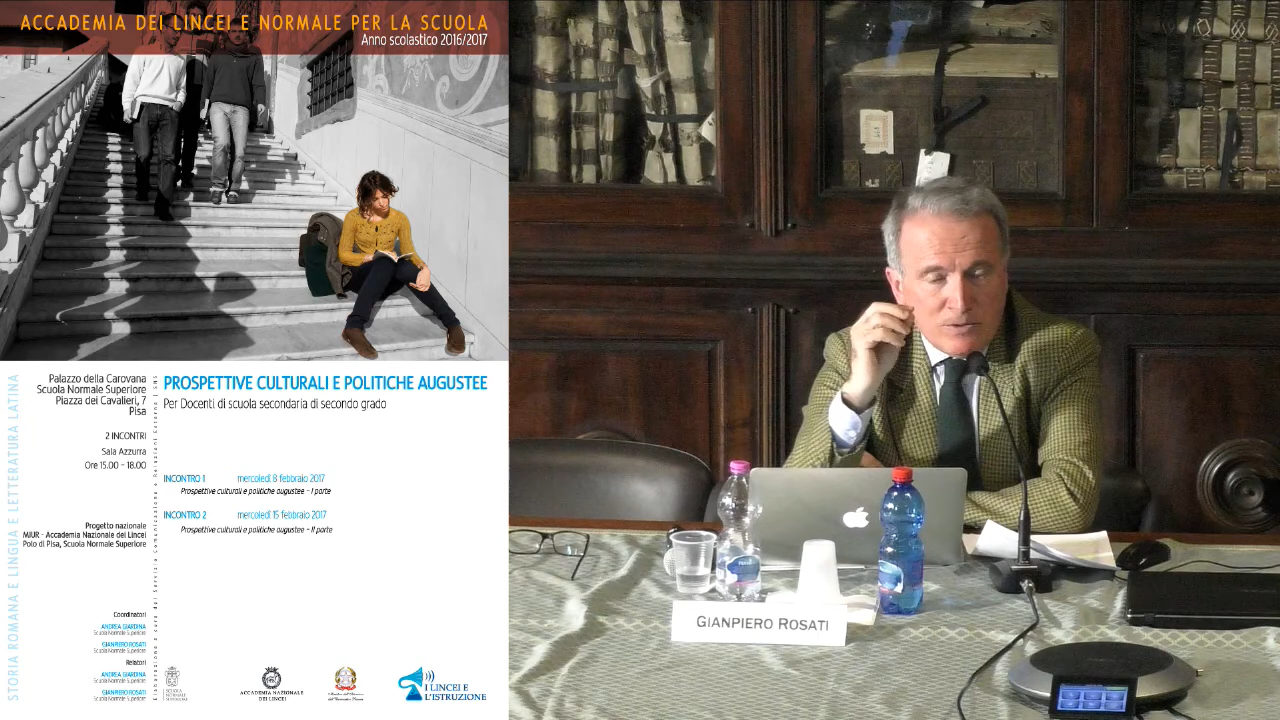 ACCADEMIA DEI LINCEI E NORMALE PER LA SCUOLA
Anno scolastico 2016/2017
STORIA ROMANA E LINGUA E LETTERATURA LATINA
Palazzo della Carovana
Scuola Normale Superiore
Piazza dei Cavalieri, 7
Pisa
2 INCONTRI
Sala Azzurra
Ore 15.00 - 18.00
Progetto nazionale
MIUR - Accademia Nazionale dei Lincei
Polo di Pisa, Scuola Normale Superiore
Coordinatori
ANDREA GIARDINA
Scuola Normale Superiore
GIANPIERO ROSATI
Scuola Normale Superiore
Relatori
ANDREA GIARDINA
Scuola Normale Superiore
GIANPIERO ROSATI
Scuola Normale Superiore
PROSPETTIVE CULTURALI E POLITICHE AUGUSTEE
Per Docenti di scuola secondaria di secondo grado
INCONTRO 1 mercoledì 8 febbraio 2017
Prospettive culturali e politiche augustee - I parte
INCONTRO 2 mercoledì 15 febbraio 2017
Prospettive culturali e politiche augustee - II parte
SCUOLA
NORMALE
SUPERIORE
ACCADEMIA NAZIONALE
DEI LINCEI
I LINCEI E
L'ISTRUZIONE
GIANPIERO ROSATI